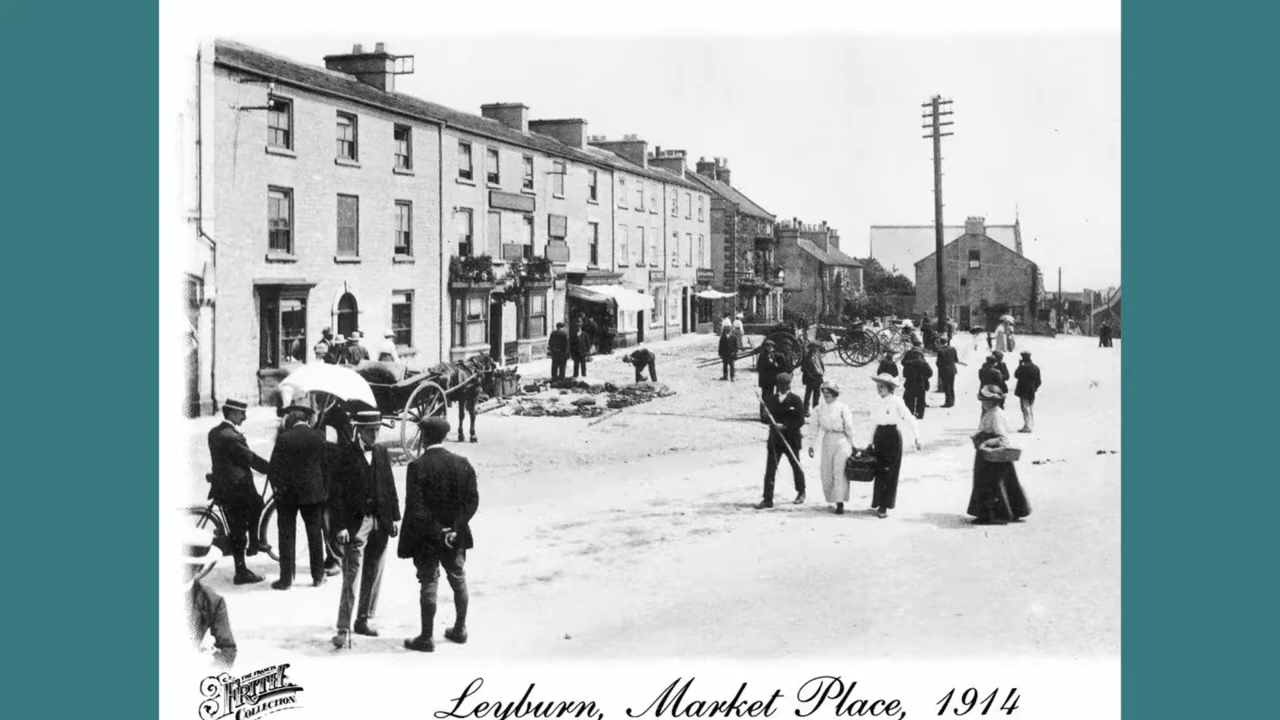 THE FRANCIS
FRITH
COLLECTION
Leyburn, Market Place, 1914